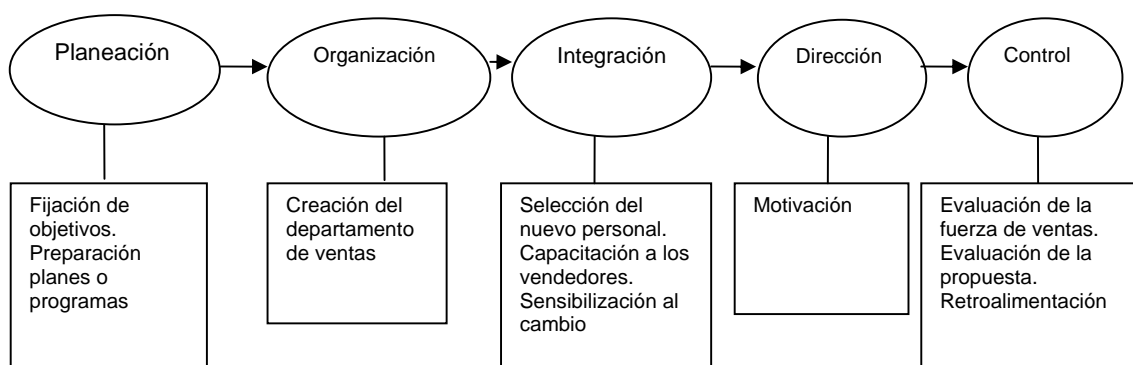 Planeación
Organización
Integración
Dirección
Control
Fijación de
objetivos.
Preparación
planes o
programas
Creación del
departamento
de ventas
Selección del
nuevo personal.
Capacitación a los
vendedores.
Sensibilización al
cambio
Motivación
Evaluación de la
fuerza de ventas.
Evaluación de la
propuesta.
Retroalimentación